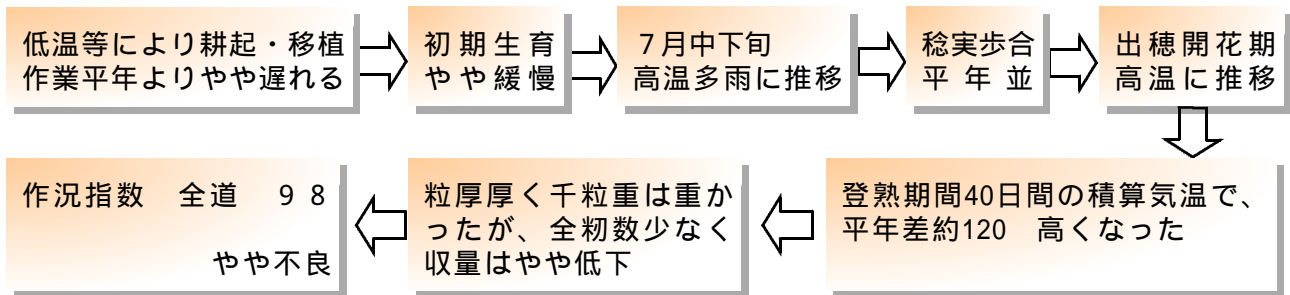 低温等により耕起・移植
作業平年よりやや遅れる
初期生育
やや緩慢
７月中下旬
高温多雨に推移
稔実歩合
平年並
出穂開花期
高温に推移
登熟期間40日間の積算気温で、
平年差約120　高くなった
粒厚厚く千粒重は重か
ったが、全籾数少なく
収量はやや低下
作況指数　全道　９８
やや不良